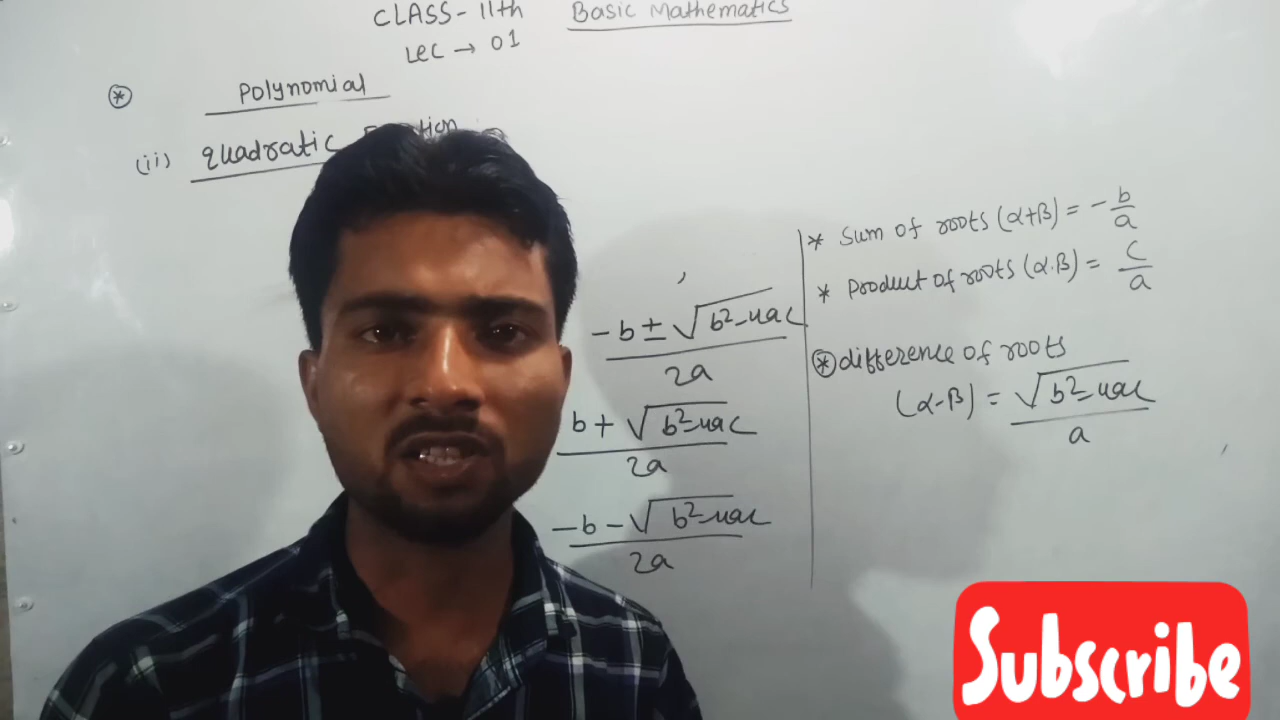 CLASS - 11th Basic Mathematics
Lec → 01
* Polynomial
(ii) quadratic
-b ± √b²-4ac / 2a
b + √b²-4ac / 2a
-b - √b²-4ac / 2a
* Sum of roots (α+β) = - b/a
* Product of roots (α.β) = c/a
* difference of roots
(α-β) = √b²-4ac / a
Subscribe